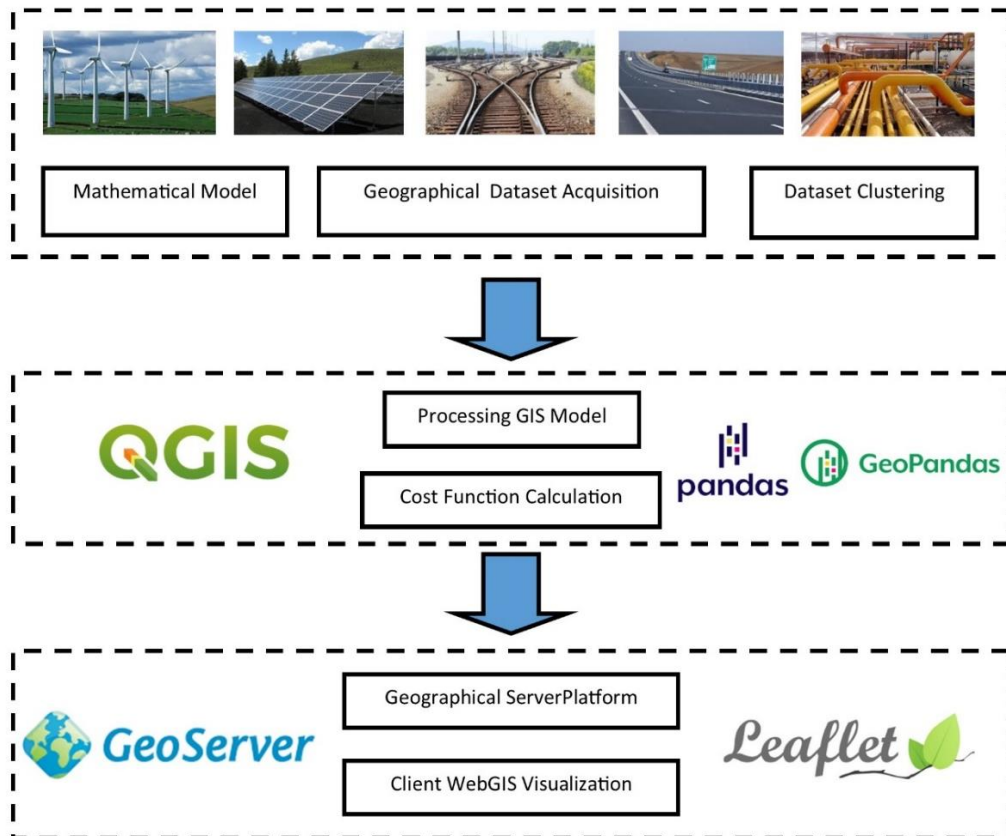 Mathematical Model
Geographical Dataset Acquisition
Dataset Clustering
QGIS
Processing GIS Model
Cost Function Calculation
pandas
GeoPandas
GeoServer
Geographical ServerPlatform
Client WebGIS Visualization
Leaflet